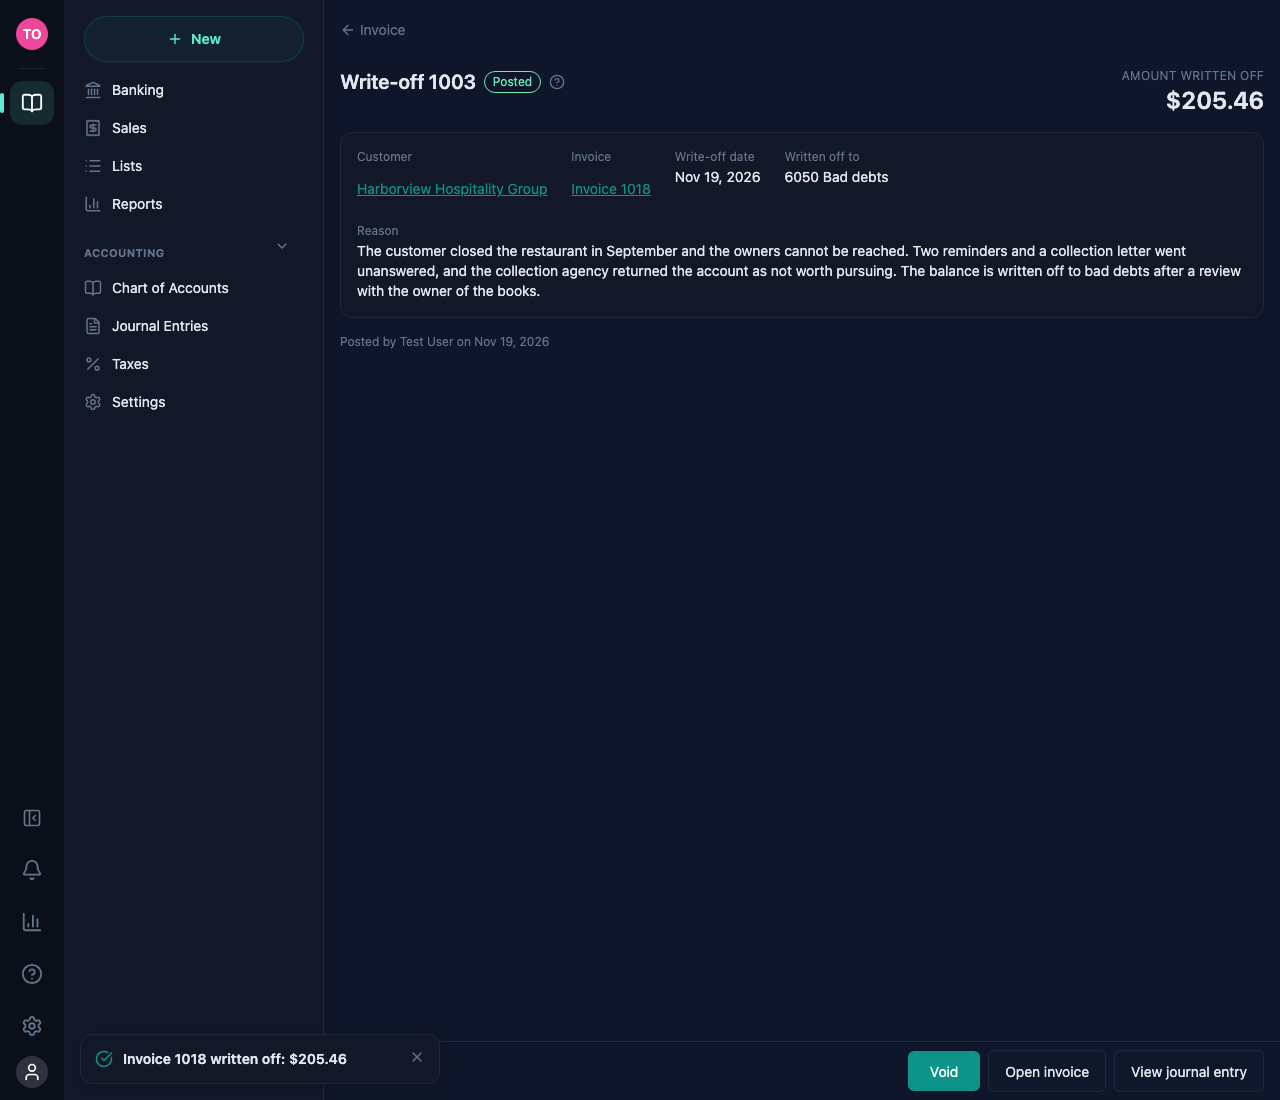 TO
New
Banking
Sales
Lists
Reports
ACCOUNTING
Chart of Accounts
Journal Entries
Taxes
Settings
Invoice
Write-off 1003 Posted
AMOUNT WRITTEN OFF
$205.46
Customer Invoice Write-off date Written off to
Harborview Hospitality Group Invoice 1018 Nov 19, 2026 6050 Bad debts
Reason
The customer closed the restaurant in September and the owners cannot be reached. Two reminders and a collection letter went
unanswered, and the collection agency returned the account as not worth pursuing. The balance is written off to bad debts after a review
with the owner of the books.
Posted by Test User on Nov 19, 2026
Invoice 1018 written off: $205.46
Void Open invoice View journal entry